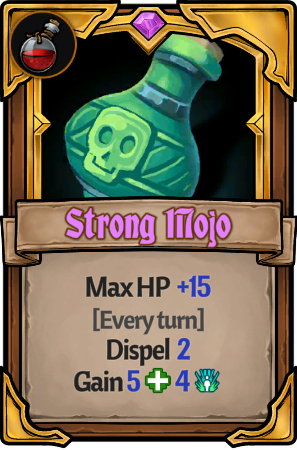 Strong Mojo
Max HP +15
[Every turn]
Dispel 2
Gain 5 4